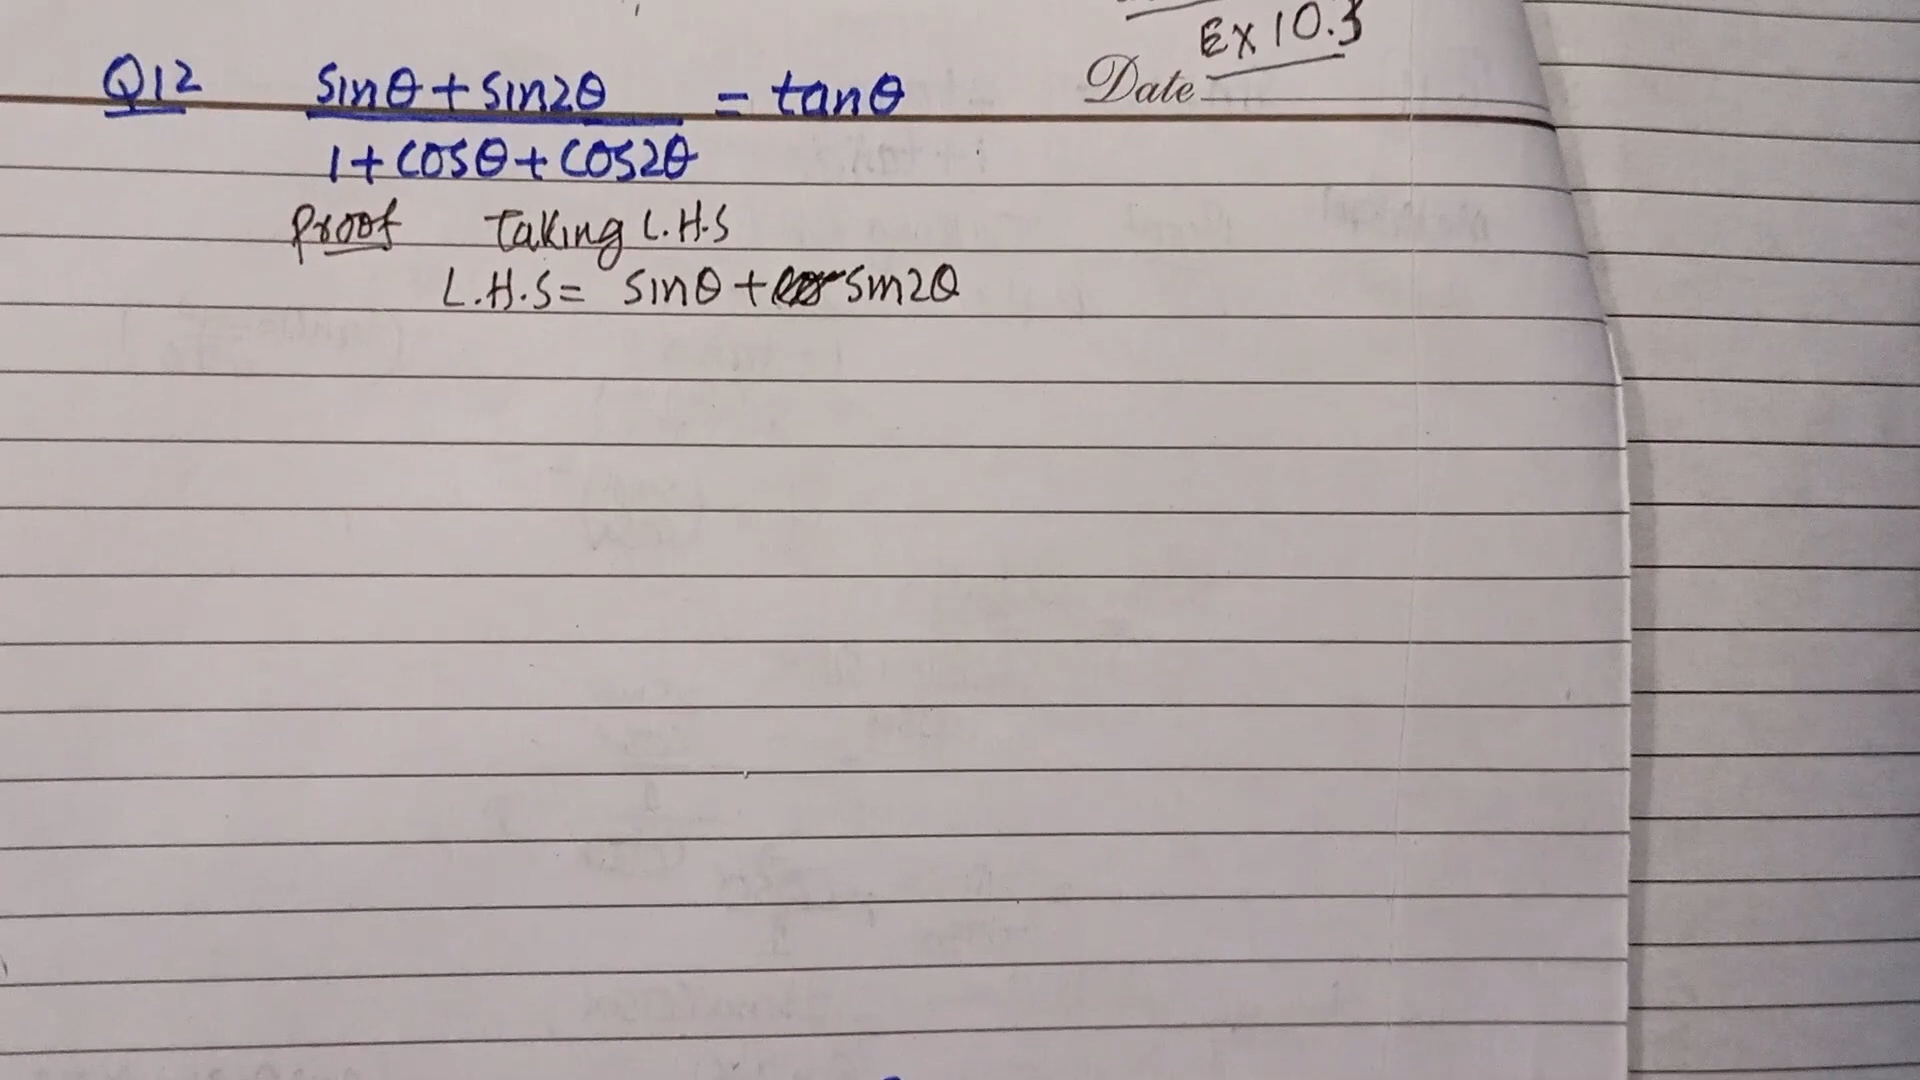 Ex 10.3
Date
Q12 sinθ + sin2θ = tanθ
1 + cosθ + cos2θ
Proof Taking L.H.S
L.H.S = sinθ + sin2θ